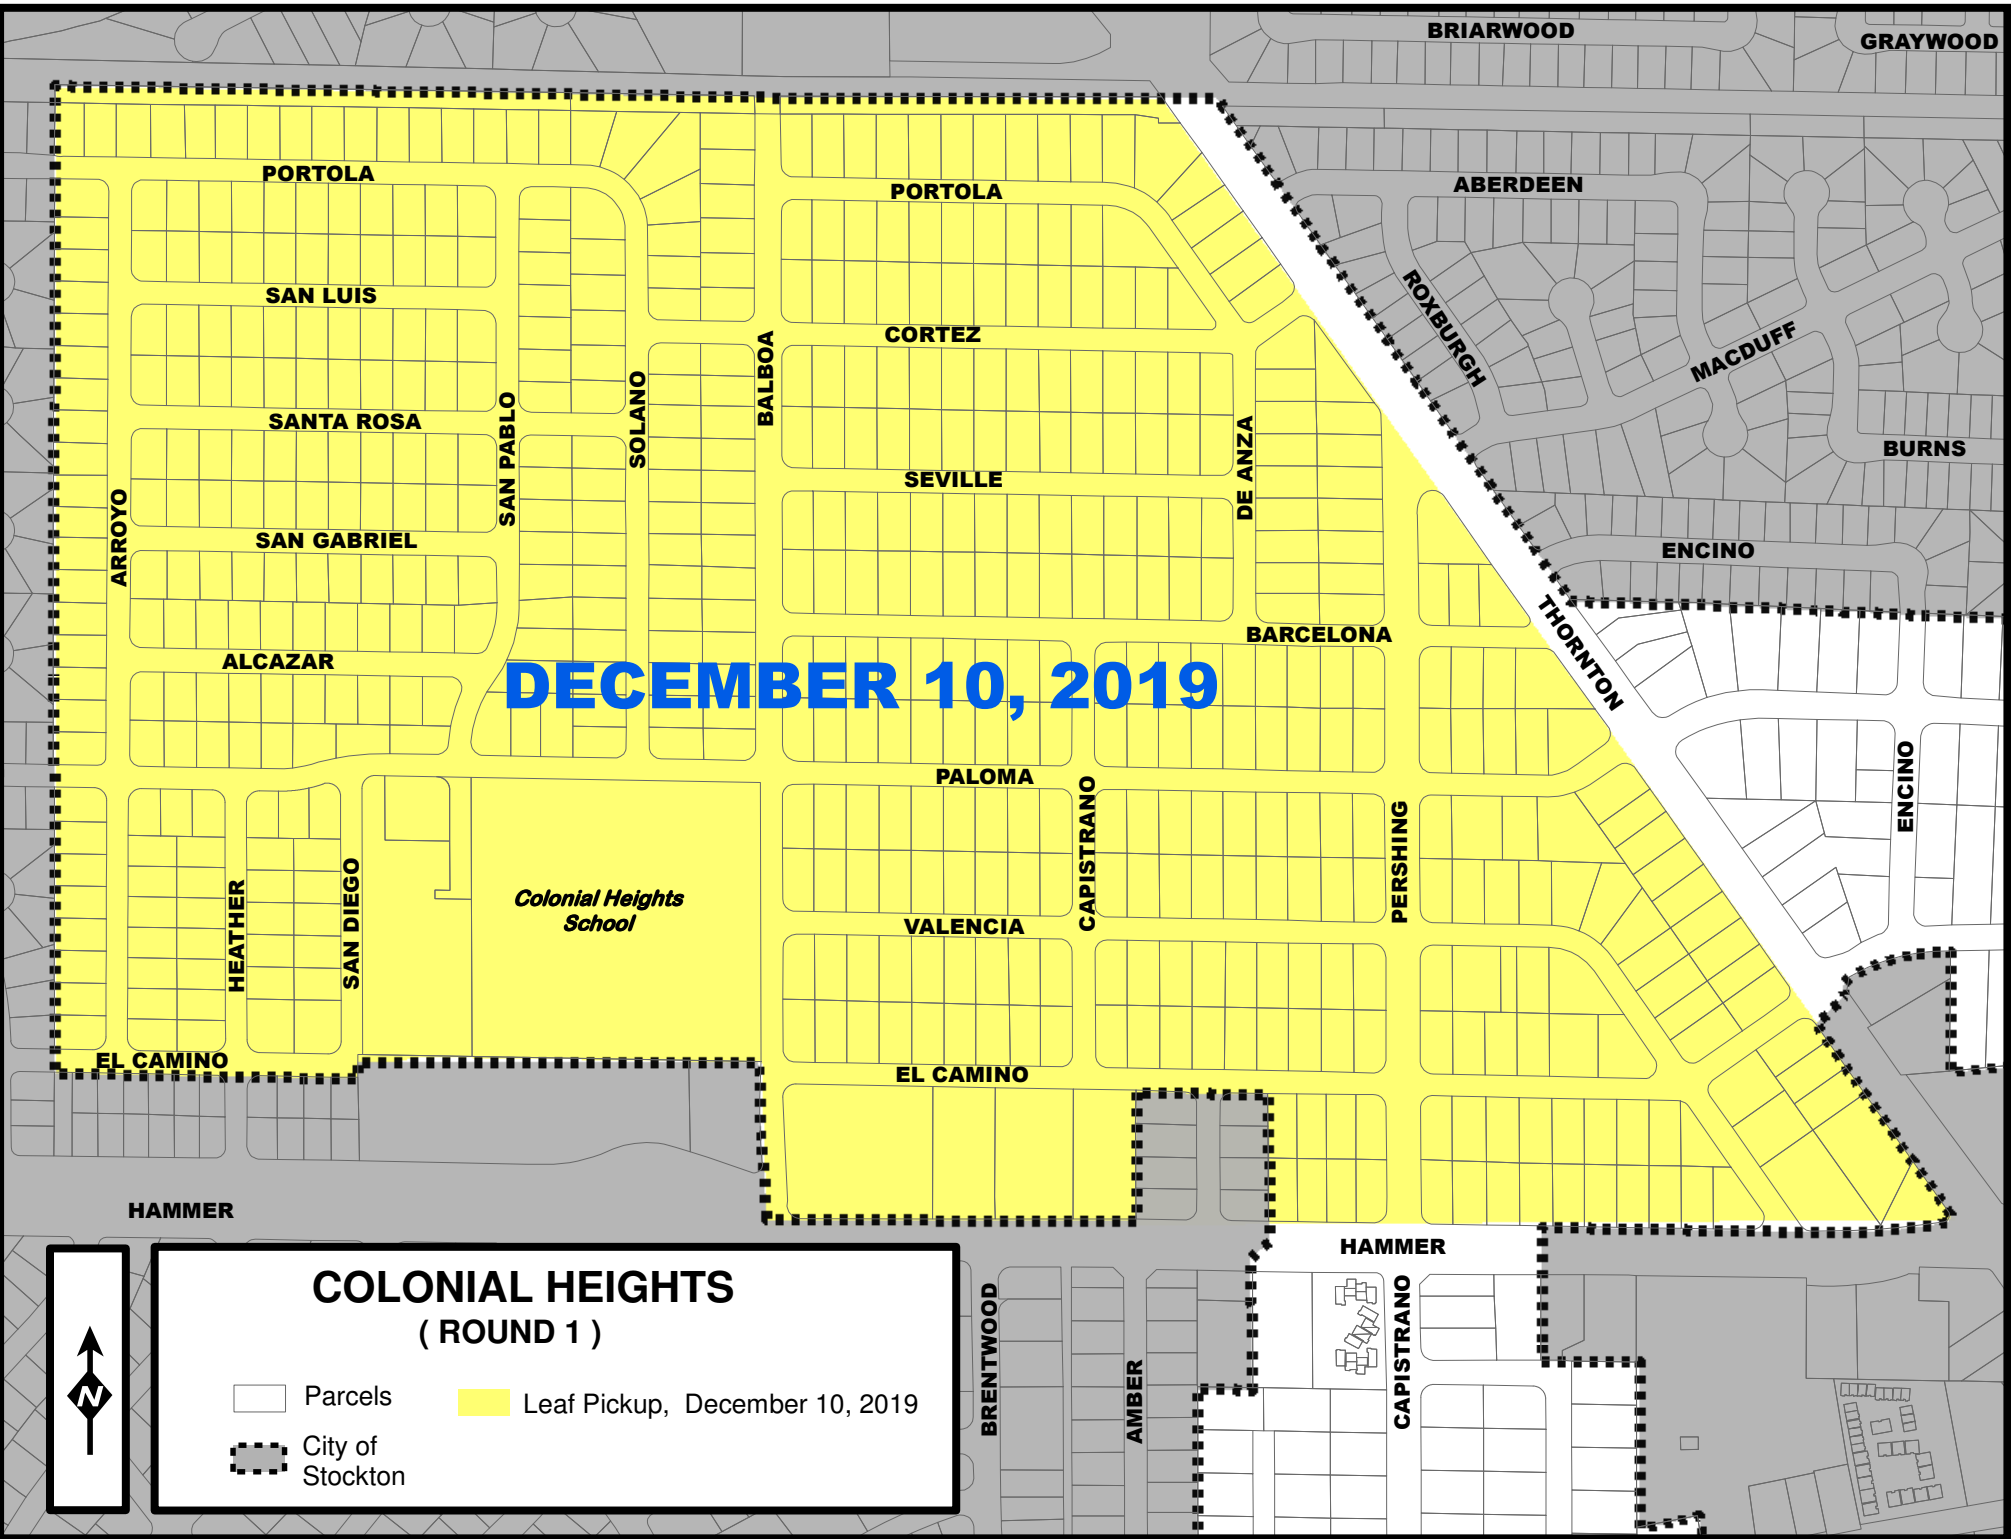 BRIARWOOD
GRAYWOOD
PORTOLA
PORTOLA
ABERDEEN
SAN LUIS
CORTEZ
ROXBURGH
MACDUFF
BALBOA
SANTA ROSA
SAN PABLO
SOLANO
DE ANZA
BURNS
SEVILLE
ARROYO
SAN GABRIEL
ENCINO
THORNTON
BARCELONA
ALCAZAR
DECEMBER 10, 2019
PALOMA
CAPISTRANO
PERSHING
ENCINO
HEATHER
SAN DIEGO
Colonial Heights
School
VALENCIA
EL CAMINO
EL CAMINO
HAMMER
HAMMER
BRENTWOOD
AMBER
CAPISTRANO
COLONIAL HEIGHTS
( ROUND 1 )
Parcels
Leaf Pickup, December 10, 2019
City of
Stockton
N